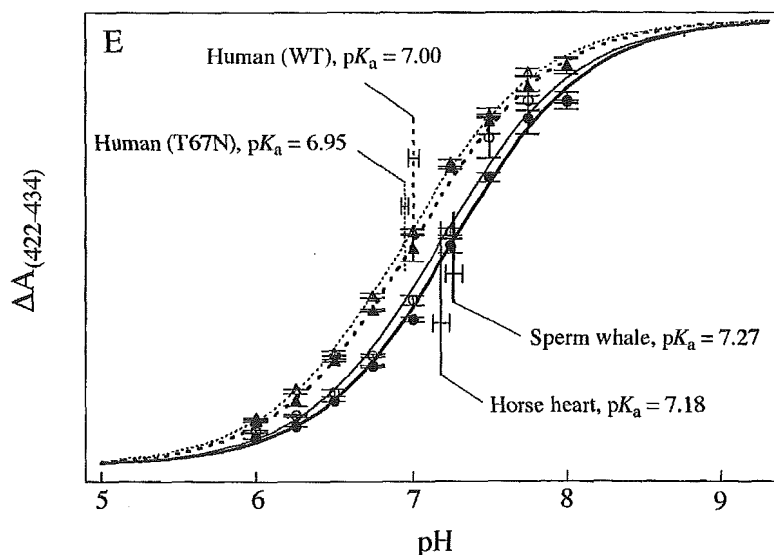 E
Human (WT), pKa = 7.00
Human (T67N), pKa = 6.95
ΔA(422-434)
Sperm whale, pKa = 7.27
Horse heart, pKa = 7.18
5 6 7 8 9
pH